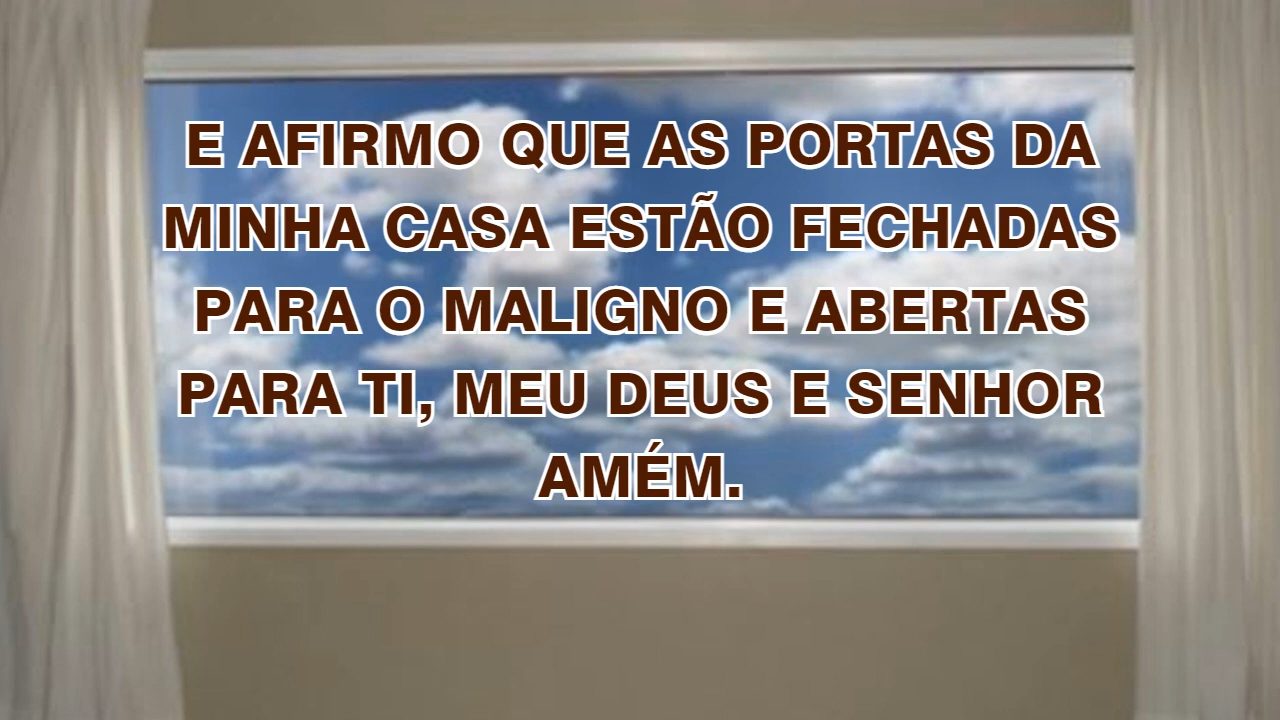 E AFIRMO QUE AS PORTAS DA
MINHA CASA ESTÃO FECHADAS
PARA O MALIGNO E ABERTAS
PARA TI, MEU DEUS E SENHOR
AMÉM.